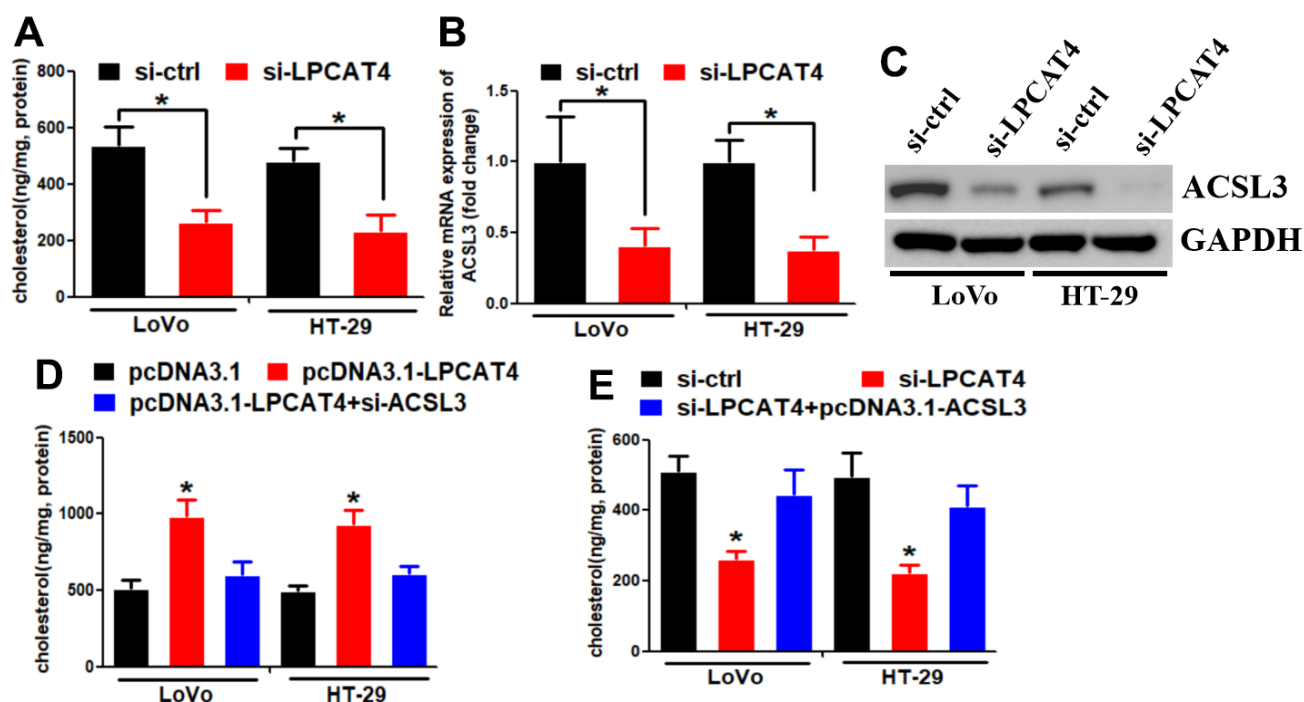 A
si-ctrl si-LPCAT4
cholesterol(ng/mg, protein)
800
600
400
200
0
*
*
LoVo HT-29
B
si-ctrl si-LPCAT4
Relative mRNA expression of
ACSL3 (fold change)
1.5
1.0
0.5
0.0
*
*
LoVo HT-29
C
si-ctrl si-LPCAT4 si-ctrl si-LPCAT4
ACSL3
GAPDH
LoVo HT-29
D
pcDNA3.1 pcDNA3.1-LPCAT4
pcDNA3.1-LPCAT4+si-ACSL3
cholesterol(ng/mg, protein)
1500
1000
500
0
*
*
LoVo HT-29
E
si-ctrl si-LPCAT4
si-LPCAT4+pcDNA3.1-ACSL3
cholesterol(ng/mg, protein)
600
400
200
0
*
*
LoVo HT-29